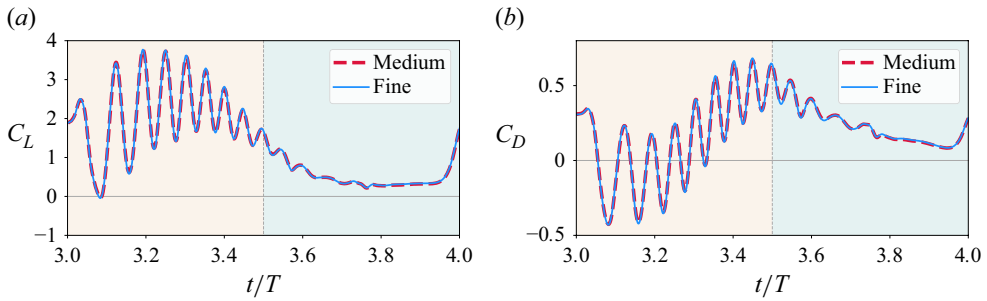 (a)
4
3
2
1
0
−1
C_L
3.0 3.2 3.4 3.6 3.8 4.0
t/T
Medium
Fine
(b)
0.5
0
−0.5
C_D
3.0 3.2 3.4 3.6 3.8 4.0
t/T
Medium
Fine